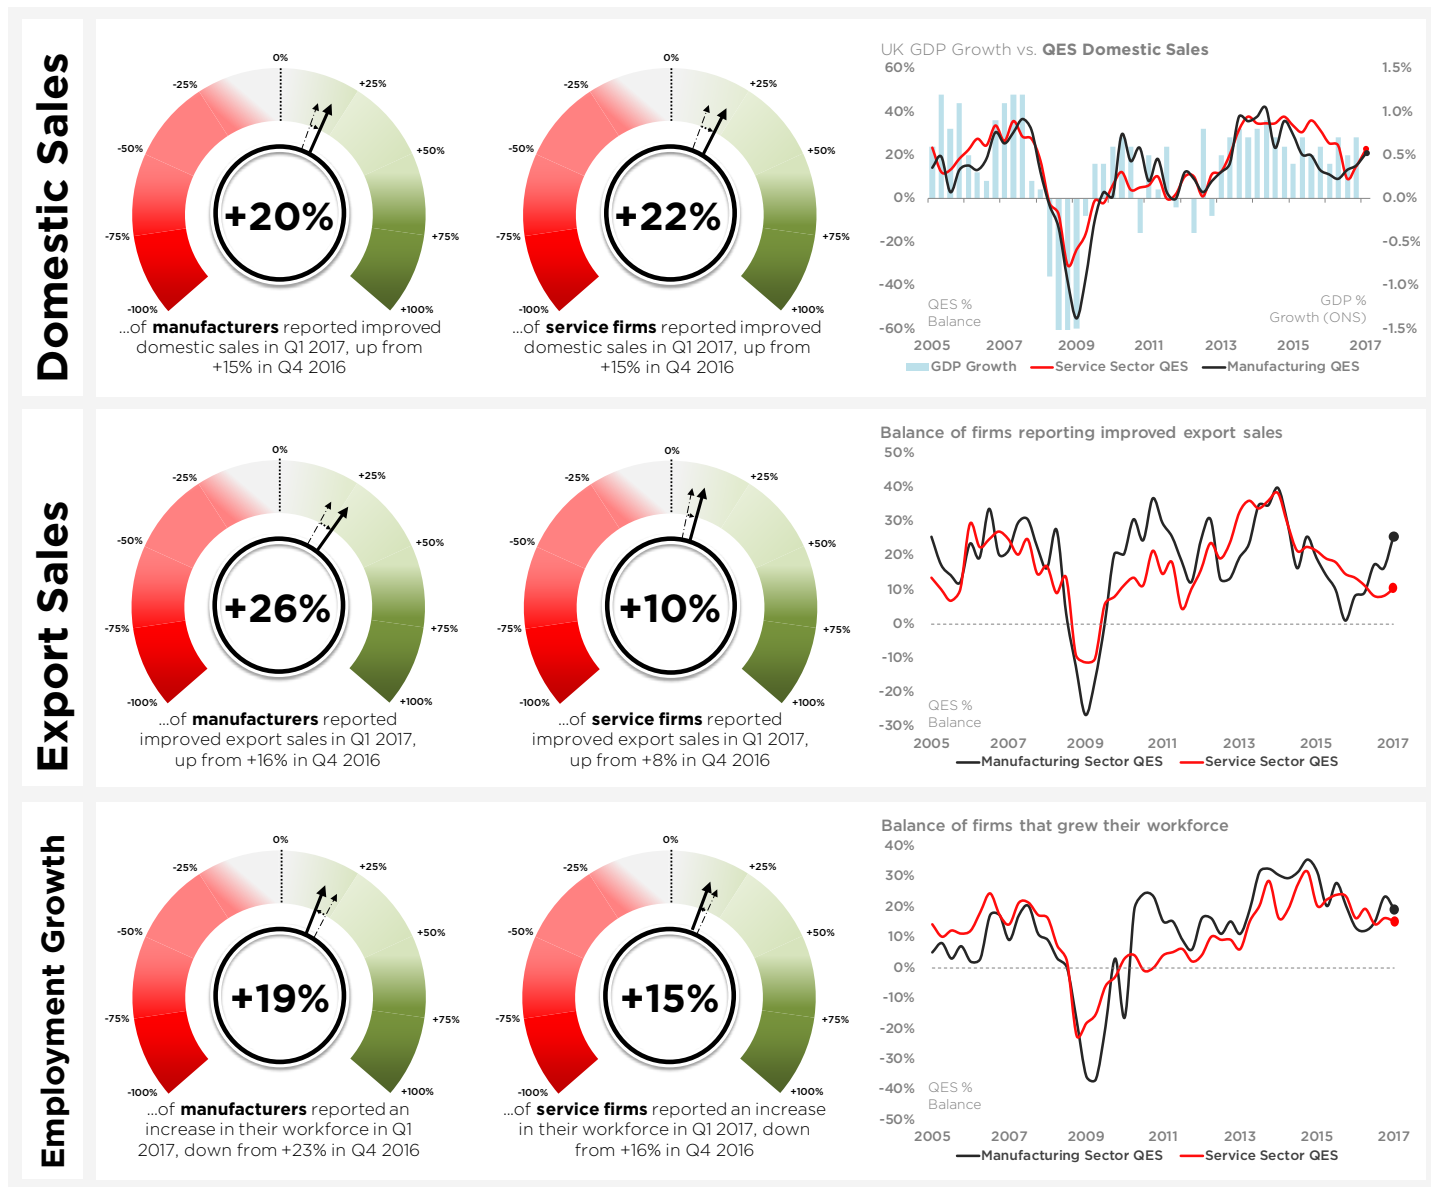 Domestic Sales
0%
-25%
+25%
-50%
+50%
-75%
+75%
-100%
+100%
+20%
...of manufacturers reported improved
domestic sales in Q1 2017, up from
+15% in Q4 2016
0%
-25%
+25%
-50%
+50%
-75%
+75%
-100%
+100%
+22%
...of service firms reported improved
domestic sales in Q1 2017, up from
+15% in Q4 2016
UK GDP Growth vs. QES Domestic Sales
60%
40%
20%
0%
-20%
-40%
-60%
1.5%
1.0%
0.5%
0.0%
-0.5%
-1.0%
-1.5%
QES %
Balance
GDP %
Growth (ONS)
2005 2007 2009 2011 2013 2015 2017
GDP Growth Service Sector QES Manufacturing QES
Export Sales
0%
-25%
+25%
-50%
+50%
-75%
+75%
-100%
+100%
+26%
...of manufacturers reported
improved export sales in Q1 2017,
up from +16% in Q4 2016
0%
-25%
+25%
-50%
+50%
-75%
+75%
-100%
+100%
+10%
...of service firms reported
improved export sales in Q1 2017,
up from +8% in Q4 2016
Balance of firms reporting improved export sales
50%
40%
30%
20%
10%
0%
-10%
-20%
-30%
QES %
Balance
2005 2007 2009 2011 2013 2015 2017
Manufacturing Sector QES Service Sector QES
Employment Growth
0%
-25%
+25%
-50%
+50%
-75%
+75%
-100%
+100%
+19%
...of manufacturers reported an
increase in their workforce in Q1
2017, down from +23% in Q4 2016
0%
-25%
+25%
-50%
+50%
-75%
+75%
-100%
+100%
+15%
...of service firms reported an increase
in their workforce in Q1 2017, down
from +16% in Q4 2016
Balance of firms that grew their workforce
40%
30%
20%
10%
0%
-10%
-20%
-30%
-40%
-50%
QES %
Balance
2005 2007 2009 2011 2013 2015 2017
Manufacturing Sector QES Service Sector QES